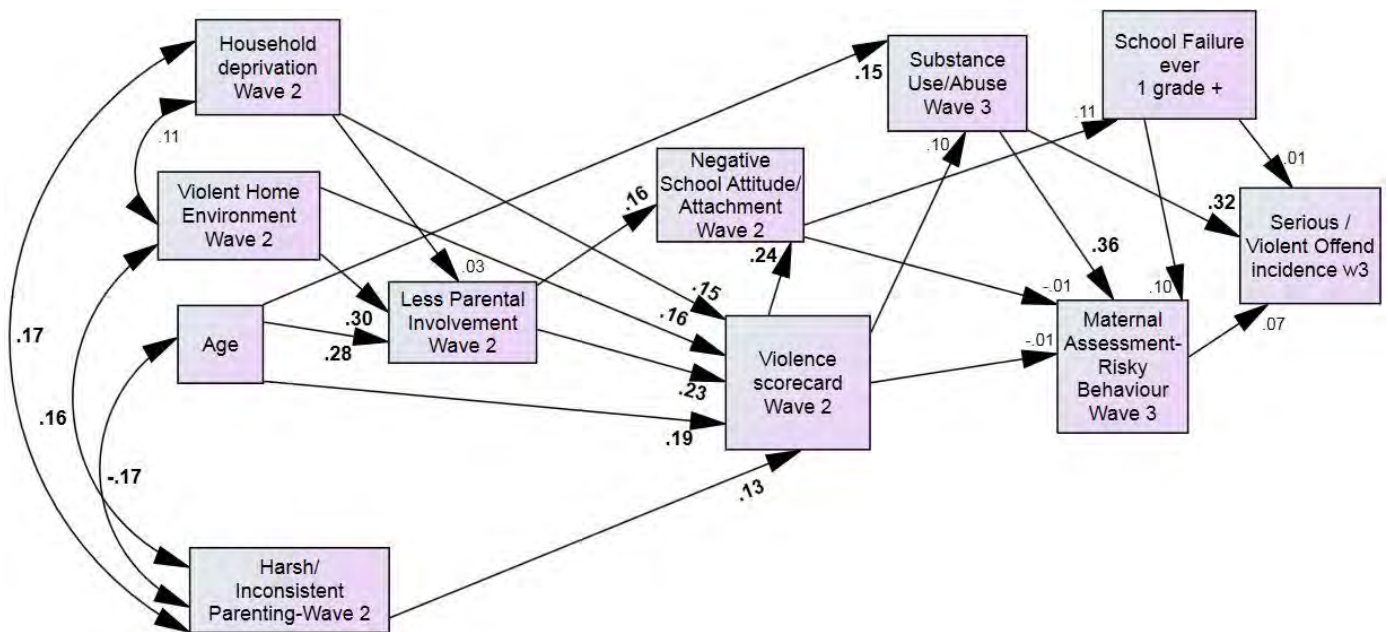 Household
deprivation
Wave 2
.11
Violent Home
Environment
Wave 2
Age
.17
.16
-.17
Harsh/
Inconsistent
Parenting-Wave 2
.03
.30
.28
Less Parental
Involvement
Wave 2
.16
Negative
School Attitude/
Attachment
Wave 2
.24
.15
.16
.23
.19
.13
Violence
scorecard
Wave 2
.15
Substance
Use/Abuse
Wave 3
.10
.11
School Failure
ever
1 grade +
.01
.32
.36
.10
-.01
-.01
Maternal
Assessment-
Risky
Behaviour
Wave 3
.07
Serious /
Violent Offend
incidence w3